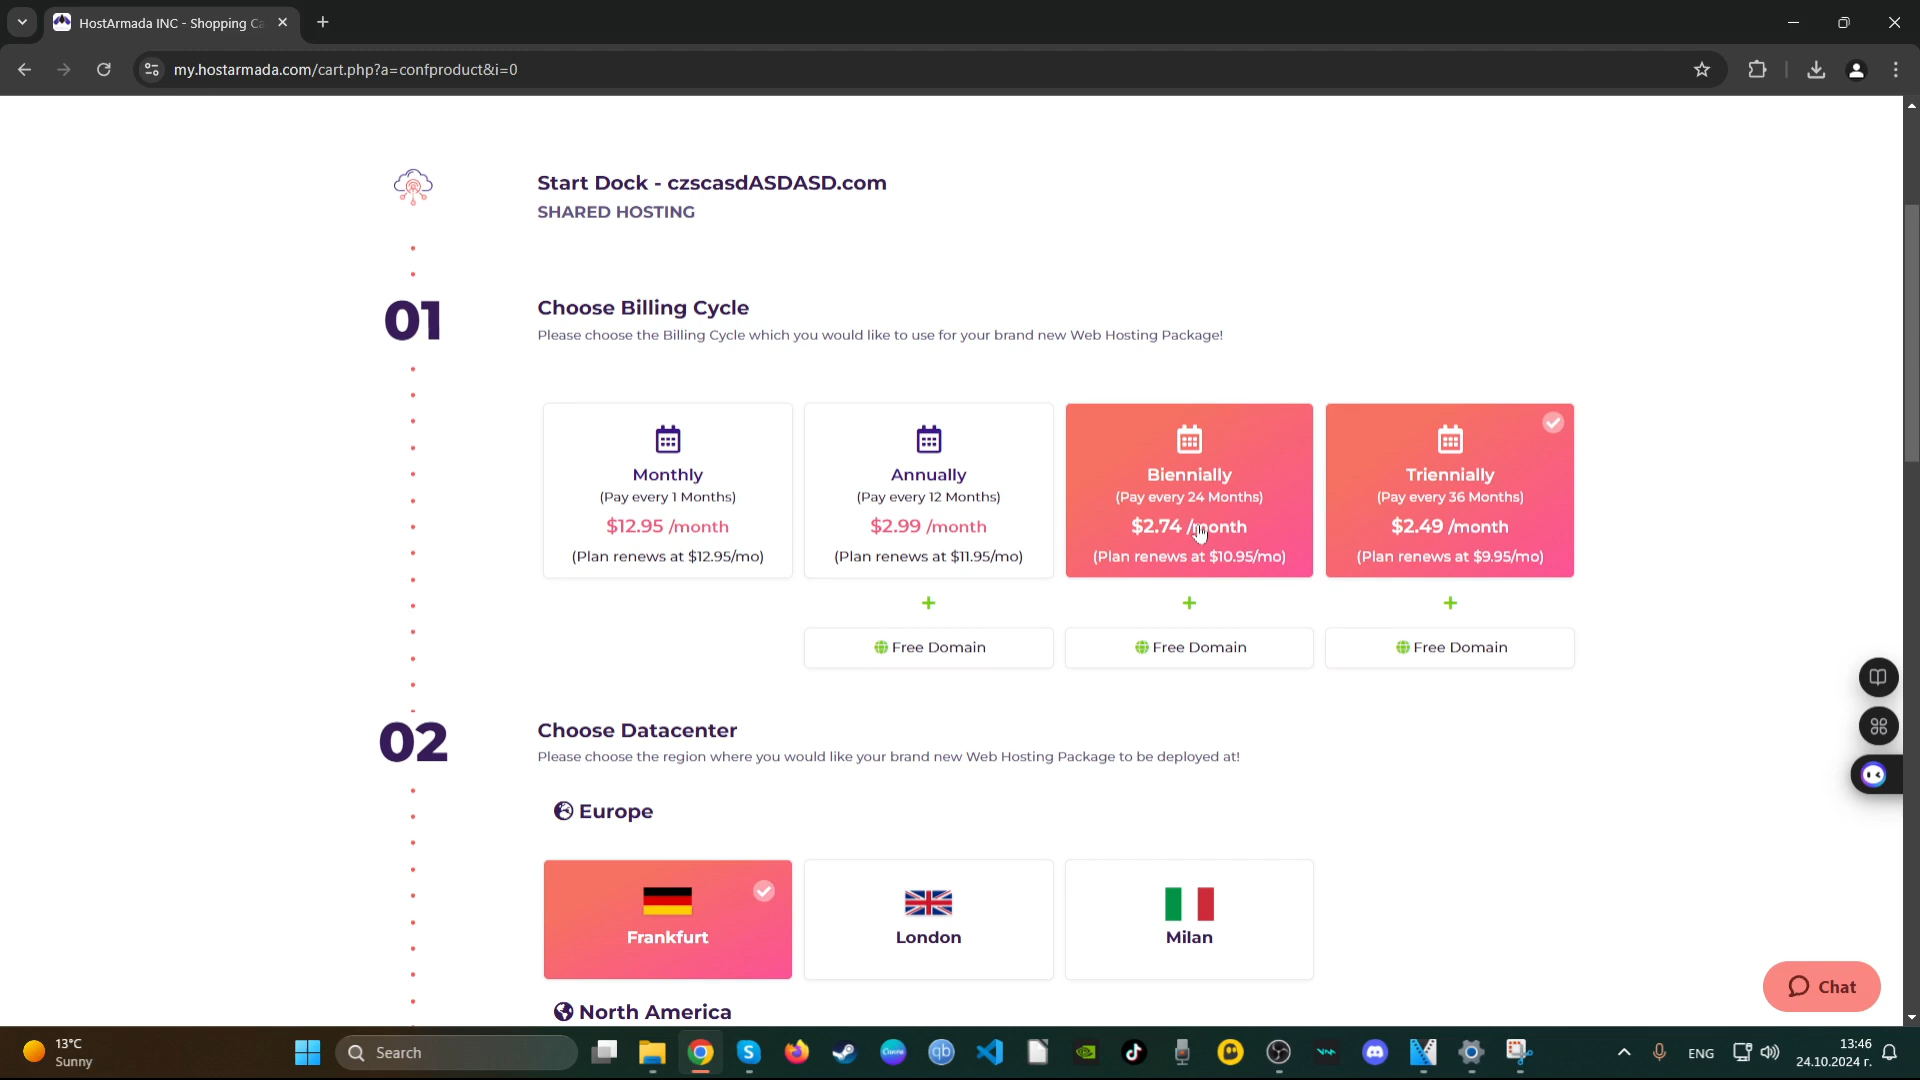 HostArmada INC - Shopping Ca
my.hostarmada.com/cart.php?a=confproduct&i=0
Start Dock - czscasdASDASD.com
SHARED HOSTING
01
Choose Billing Cycle
Please choose the Billing Cycle which you would like to use for your brand new Web Hosting Package!
Monthly
(Pay every 1 Months)
$12.95 /month
(Plan renews at $12.95/mo)
Annually
(Pay every 12 Months)
$2.99 /month
(Plan renews at $11.95/mo)
+
Free Domain
Biennially
(Pay every 24 Months)
$2.74 /month
(Plan renews at $10.95/mo)
+
Free Domain
Triennially
(Pay every 36 Months)
$2.49 /month
(Plan renews at $9.95/mo)
+
Free Domain
02
Choose Datacenter
Please choose the region where you would like your brand new Web Hosting Package to be deployed at!
Europe
Frankfurt
London
Milan
North America
Chat
13°C
Sunny
Search
Canva
qb
ENG
13:46
24.10.2024 г.